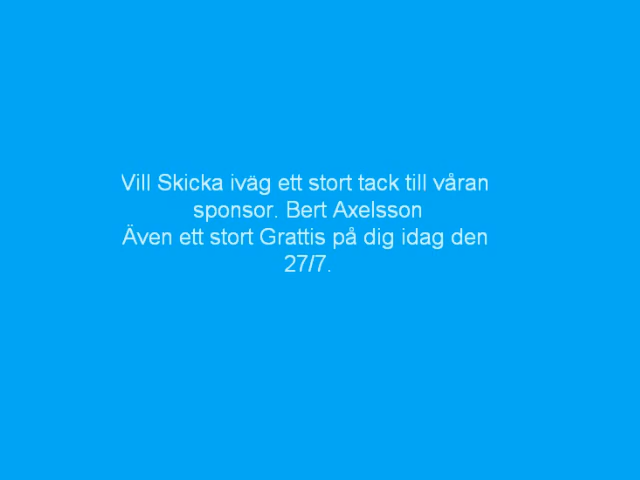 Vill Skicka iväg ett stort tack till våran
sponsor. Bert Axelsson
Även ett stort Grattis på dig idag den
27/7.